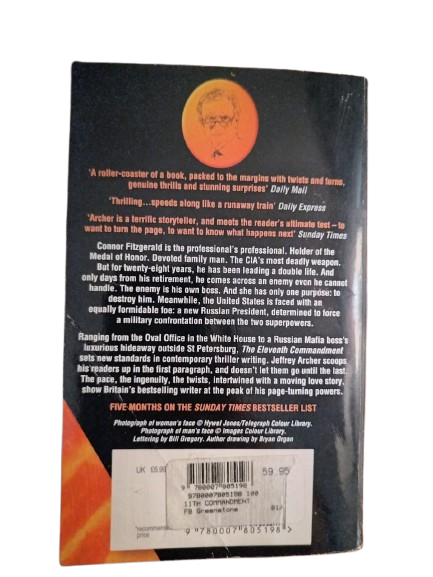 'A roller-coaster of a book, packed to the margins with twists and turns,
genuine thrills and stunning surprises' Daily Mail
'Thrilling...speeds along like a runaway train' Daily Express
'Archer is a terrific storyteller, and meets the reader's ultimate test – to
want to turn the page, to want to know what happens next' Sunday Times
Connor Fitzgerald is the professional's professional. Holder of the
Medal of Honor. Devoted family man. The CIA's most deadly weapon.
But for twenty-eight years, he has been leading a double life. And
only days from his retirement, he comes across an enemy even he cannot
handle. The enemy is his own boss. And she has only one purpose: to
destroy him. Meanwhile, the United States is faced with an
equally formidable foe: a new Russian President, determined to force
a military confrontation between the two superpowers.
Ranging from the Oval Office in the White House to a Russian Mafia boss's
luxurious hideaway outside St Petersburg, The Eleventh Commandment
sets new standards in contemporary thriller writing. Jeffrey Archer scoops
his readers up in the first paragraph, and doesn't let them go until the last.
The pace, the ingenuity, the twists, intertwined with a moving love story,
show Britain's bestselling writer at the peak of his page-turning powers.
FIVE MONTHS ON THE SUNDAY TIMES BESTSELLER LIST
Photograph of woman's face © Hywel Jones/Telegraph Colour Library.
Photograph of man's face © Images Colour Library.
Lettering by Bill Gregory. Author drawing by Bryan Organ
UK £5.99
$9.95
9 780007 805198
9780007805198 100
11TH COMMANDMENT
PB Greenstone
*recommended
price
9 780007 805198 >